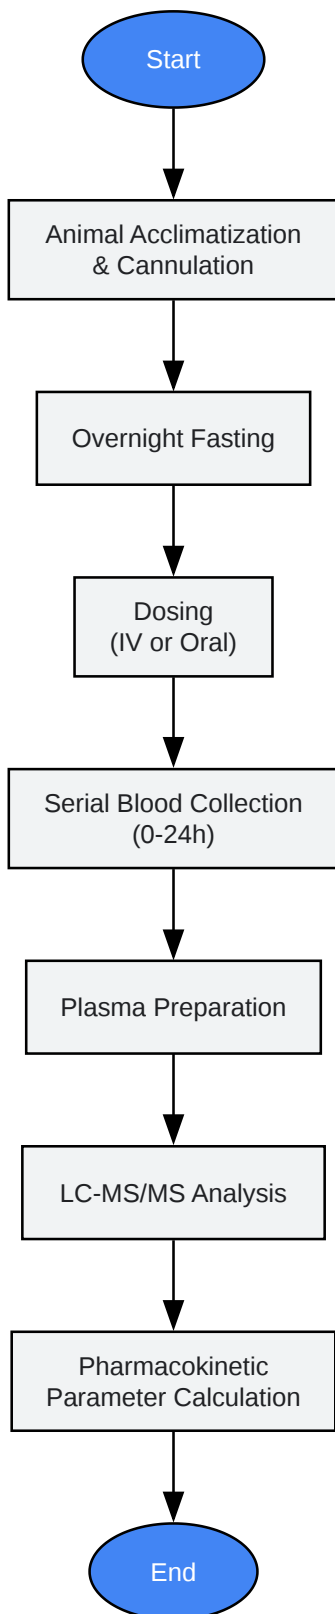 Start
Animal Acclimatization
& Cannulation
Overnight Fasting
Dosing
(IV or Oral)
Serial Blood Collection
(0-24h)
Plasma Preparation
LC-MS/MS Analysis
Pharmacokinetic
Parameter Calculation
End